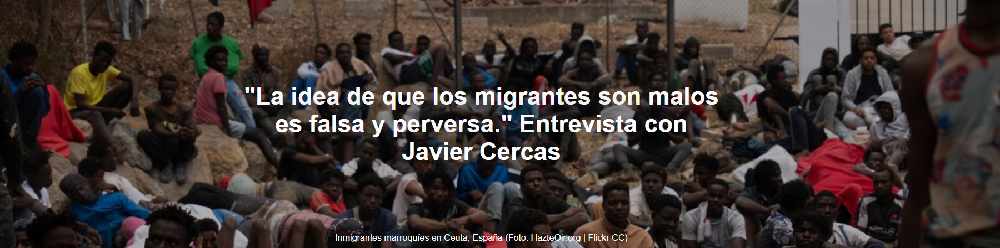 "La idea de que los migrantes son malos
es falsa y perversa." Entrevista con
Javier Cercas
Inmigrantes marroquíes en Ceuta, España (Foto: HazteOir.org | Flickr CC)